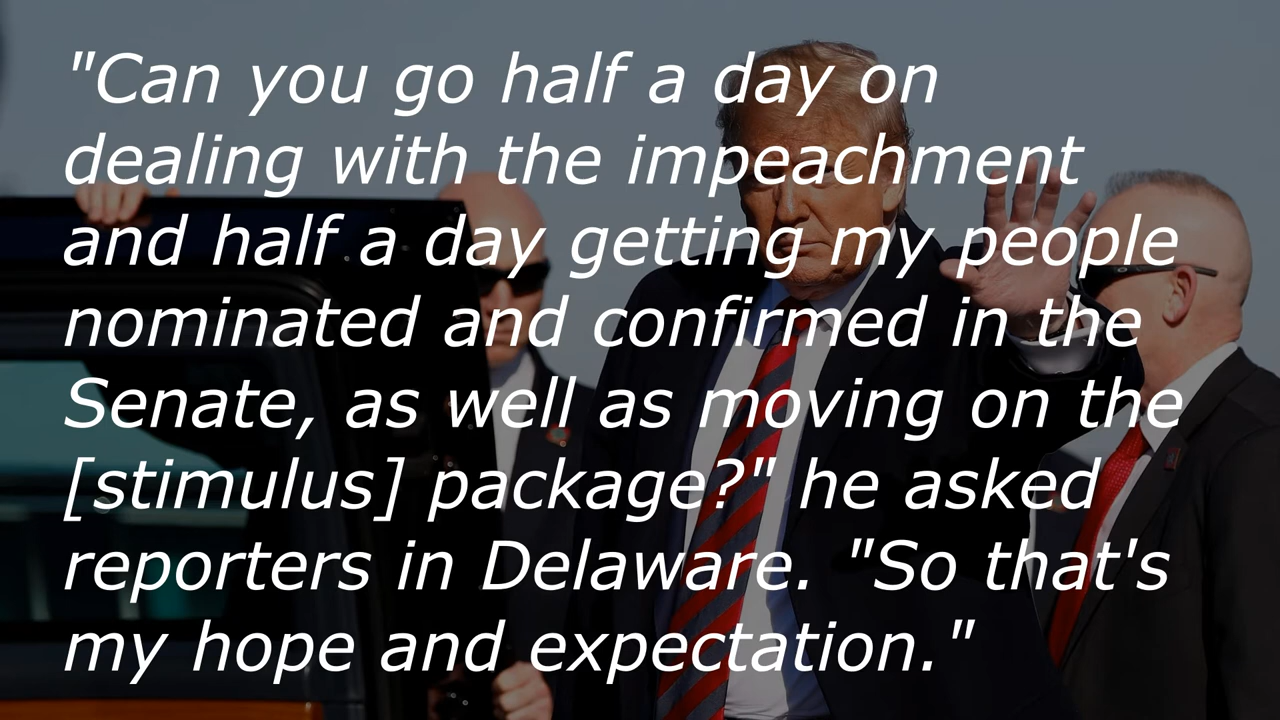 "Can you go half a day on
dealing with the impeachment
and half a day getting my people
nominated and confirmed in the
Senate, as well as moving on the
[stimulus] package?" he asked
reporters in Delaware. "So that's
my hope and expectation."